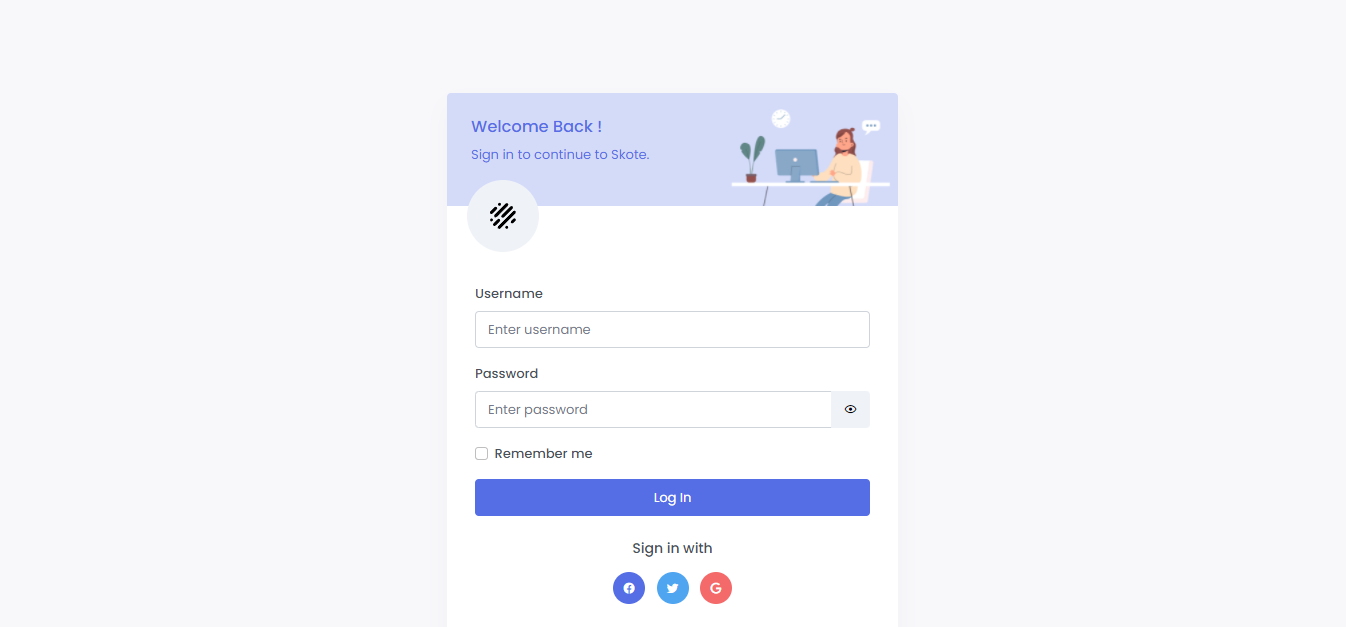 Welcome Back !
Sign in to continue to Skote.
Username
Enter username
Password
Enter password
Remember me
Log In
Sign in with